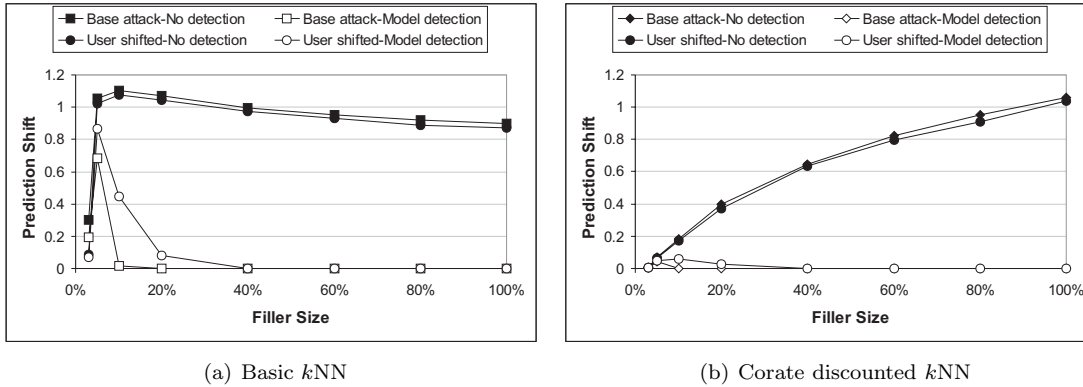 Base attack-No detection
Base attack-Model detection
User shifted-No detection
User shifted-Model detection
1.2
1
0.8
0.6
0.4
0.2
0
Prediction Shift
0%
20%
40%
60%
80%
100%
Filler Size
(a) Basic kNN
Base attack-No detection
Base attack-Model detection
User shifted-No detection
User shifted-Model detection
1.2
1
0.8
0.6
0.4
0.2
0
Prediction Shift
0%
20%
40%
60%
80%
100%
Filler Size
(b) Corate discounted kNN